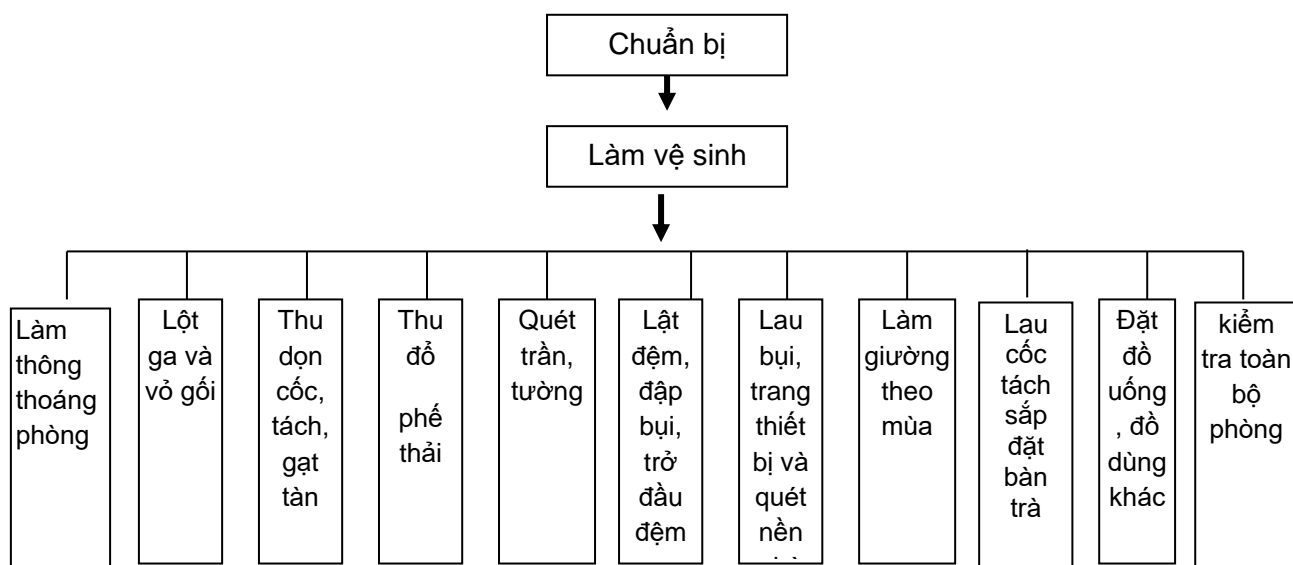 Chuẩn bị
Làm vệ sinh
Làm
thông
thoáng
phòng
Lột
ga và
vỏ gối
Thu
dọn
cốc,
tách,
gạt
tàn
Thu
đổ
phế
thải
Quét
trần,
tường
Lật
đệm,
đập
bụi,
trở
đầu
đệm
Lau
bụi,
trang
thiết
bị và
quét
nền
Làm
giường
theo
mùa
Lau
cốc
tách
sắp
đặt
bàn
trà
Đặt
đồ
uống
, đồ
dùng
khác
kiểm
tra toàn
bộ
phòng